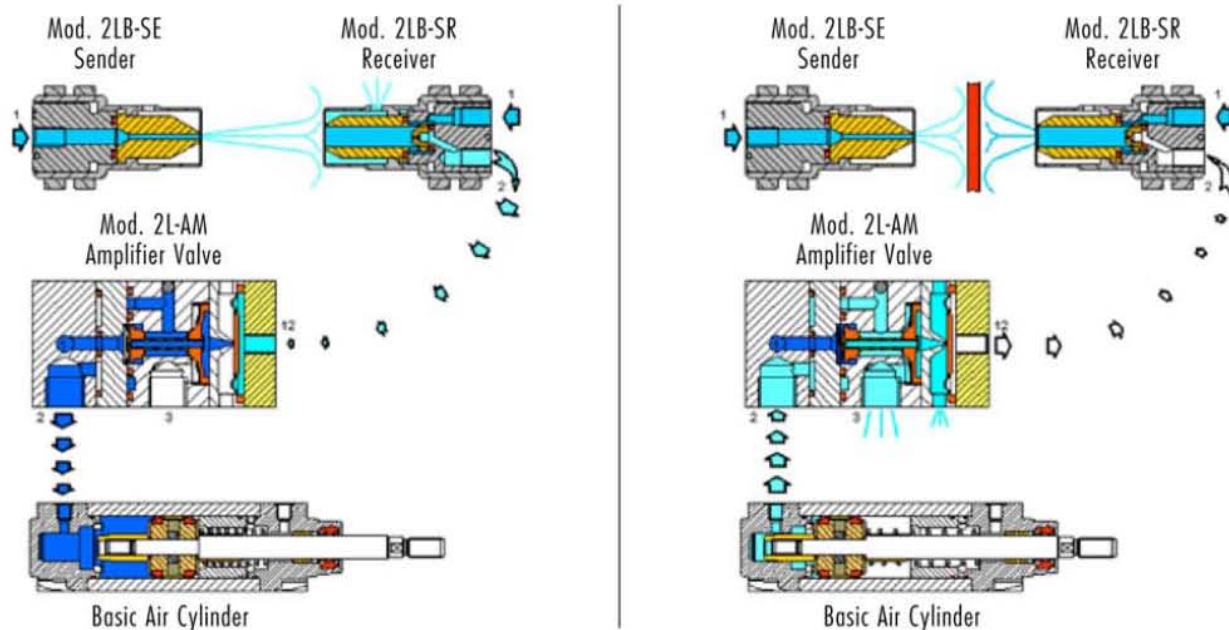 Mod. 2LB-SE
Sender
Mod. 2LB-SR
Receiver
1
1
2
Mod. 2L-AM
Amplifier Valve
12
2
3
Basic Air Cylinder
Mod. 2LB-SE
Sender
Mod. 2LB-SR
Receiver
1
1
2
Mod. 2L-AM
Amplifier Valve
12
2
3
Basic Air Cylinder